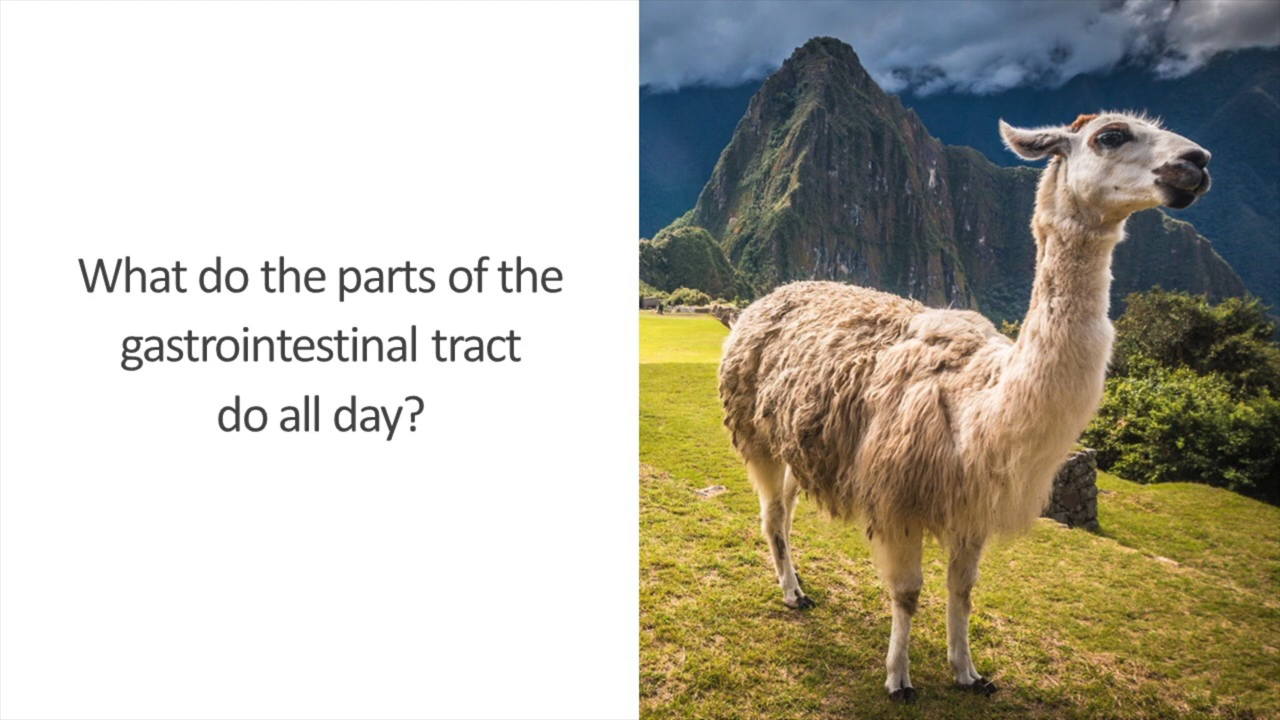 What do the parts of the
gastrointestinal tract
do all day?